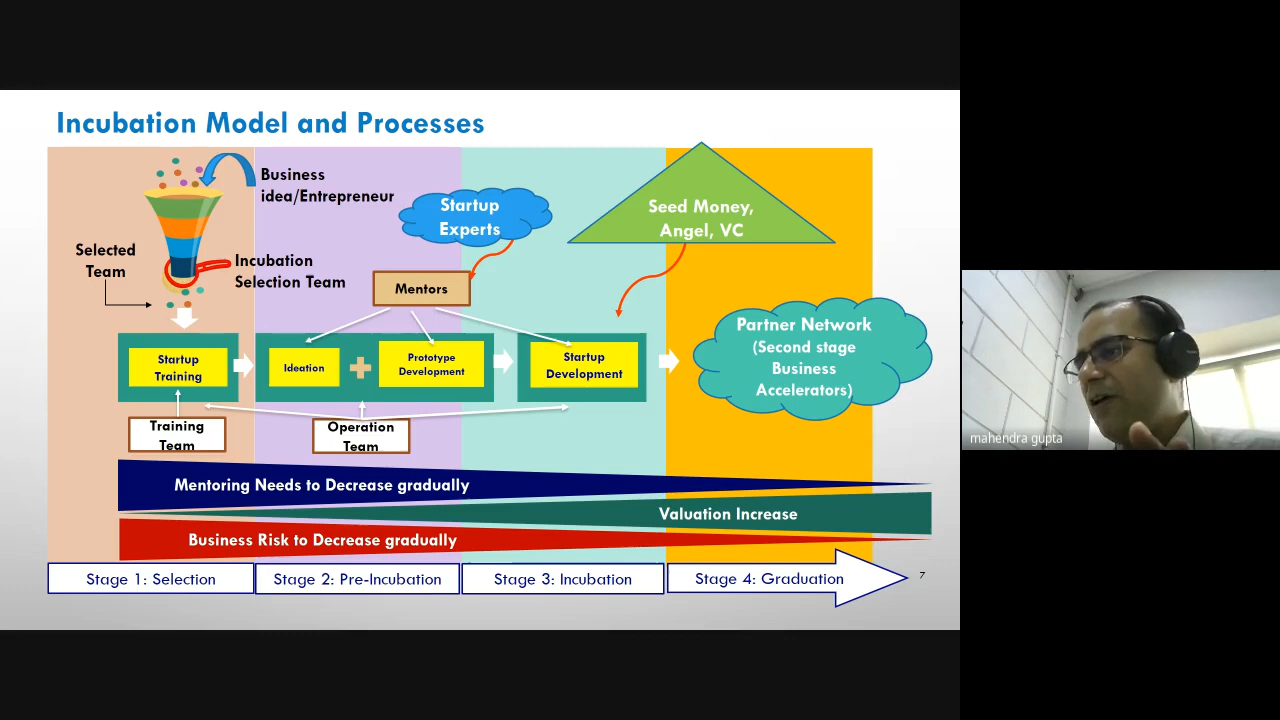 Incubation Model and Processes
Business
idea/Entrepreneur
Startup
Experts
Seed Money,
Angel, VC
Selected
Team
Incubation
Selection Team
Mentors
Partner Network
(Second stage
Business
Accelerators)
Startup
Training
Ideation
Prototype
Development
Startup
Development
Training
Team
Operation
Team
mahendra gupta
Mentoring Needs to Decrease gradually
Valuation Increase
Business Risk to Decrease gradually
Stage 1: Selection
Stage 2: Pre-Incubation
Stage 3: Incubation
Stage 4: Graduation
7